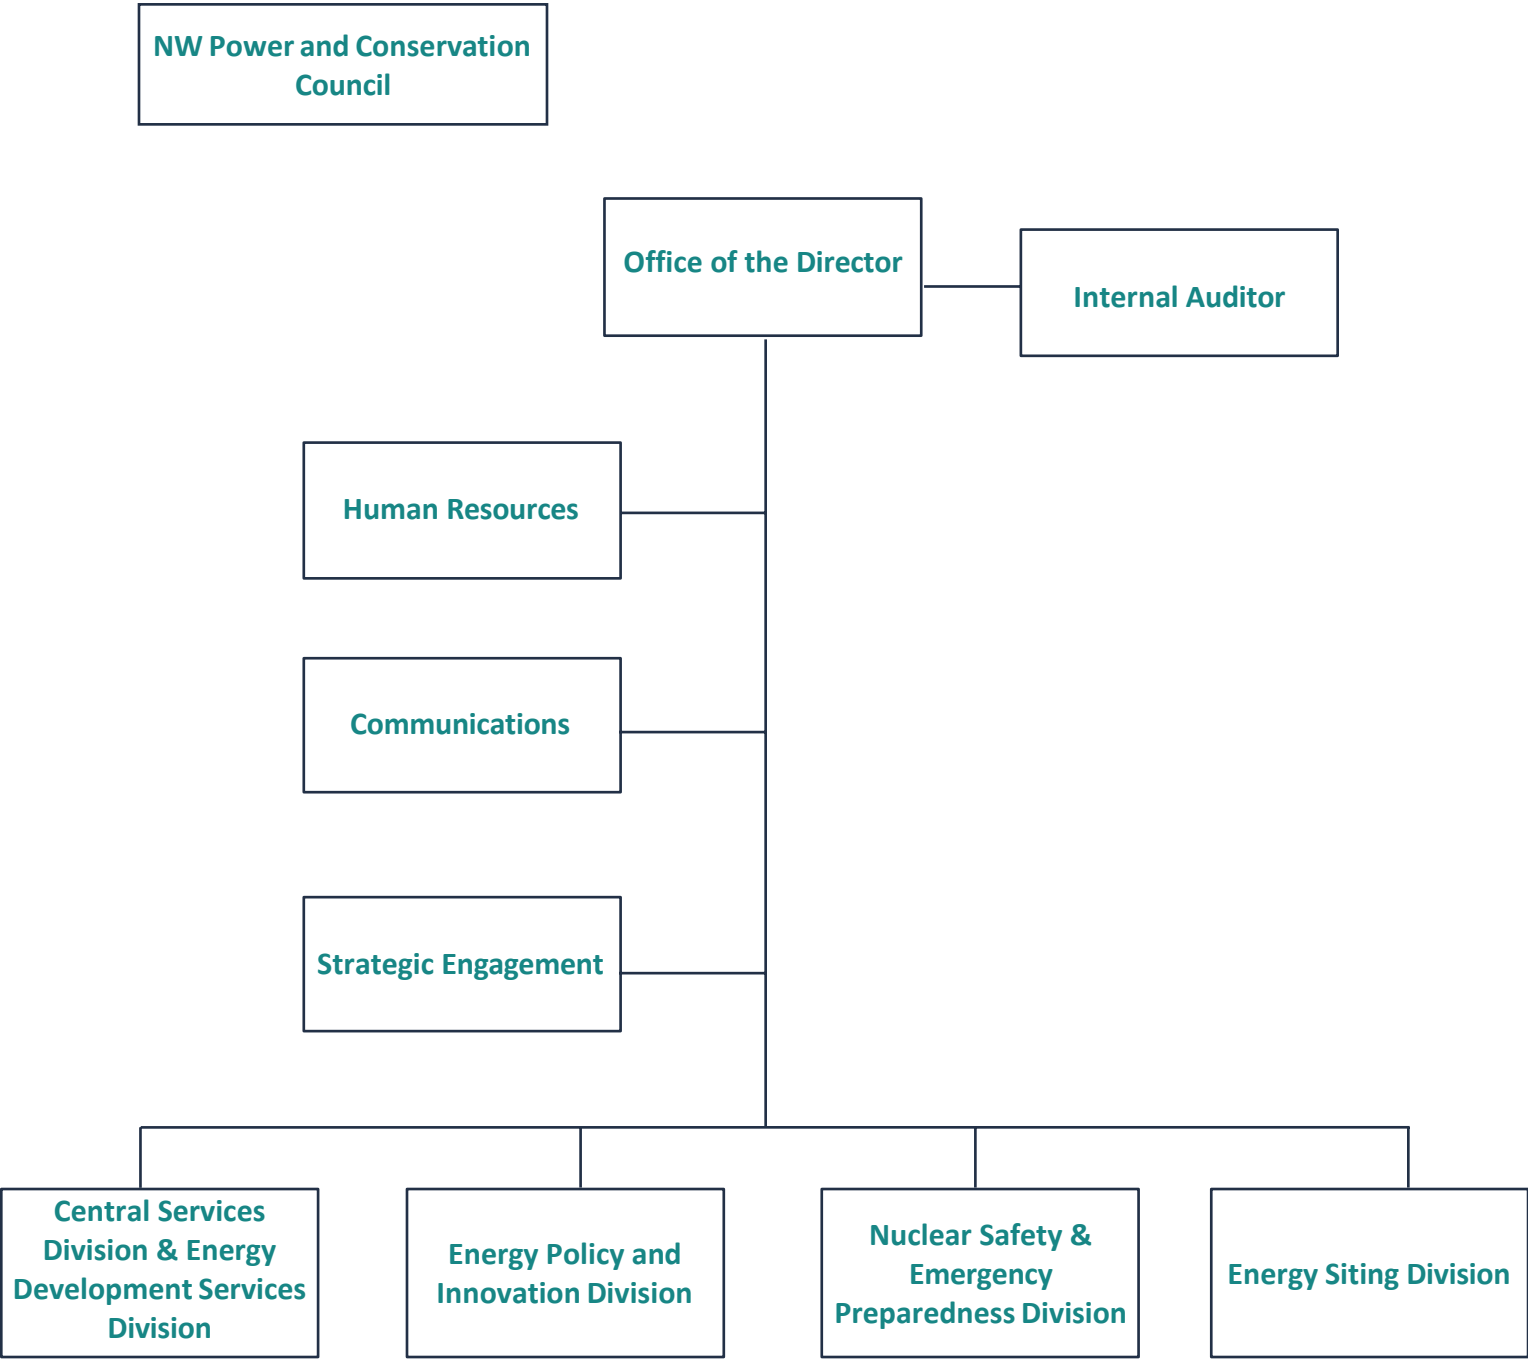 NW Power and Conservation
Council
Office of the Director
Internal Auditor
Human Resources
Communications
Strategic Engagement
Central Services
Division & Energy
Development Services
Division
Energy Policy and
Innovation Division
Nuclear Safety &
Emergency
Preparedness Division
Energy Siting Division